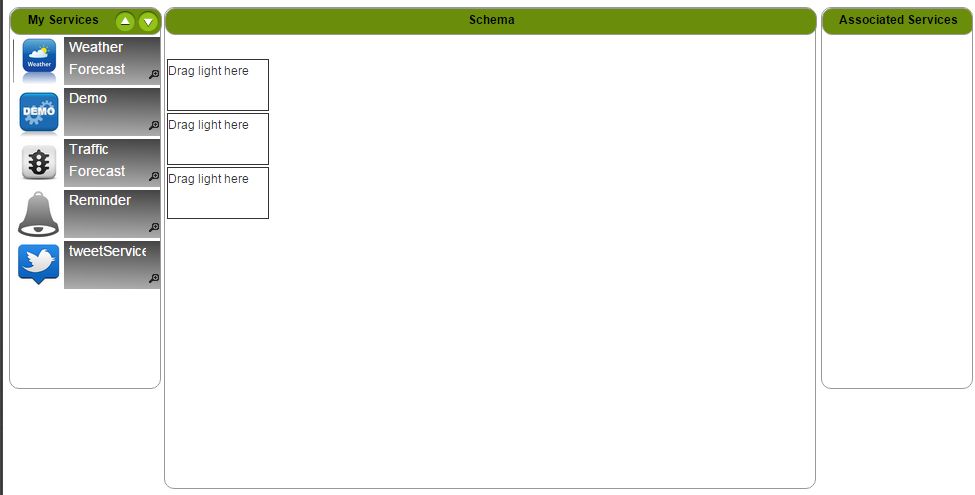 My Services
Weather
Weather
Forecast
DEMO
Demo
Traffic
Forecast
Reminder
tweetService
Schema
Drag light here
Drag light here
Drag light here
Associated Services